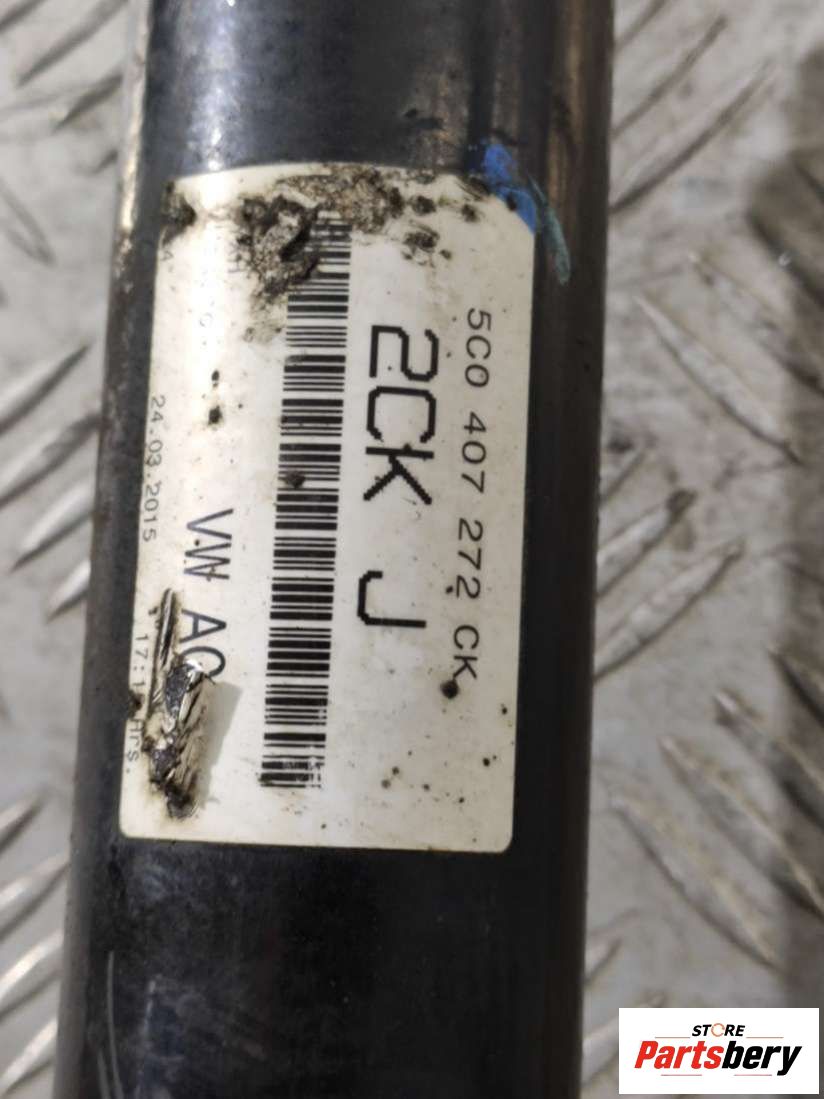 5C0 407 272 CK
2CK J
VW AG
24.03.2015
STORE
Partsbery